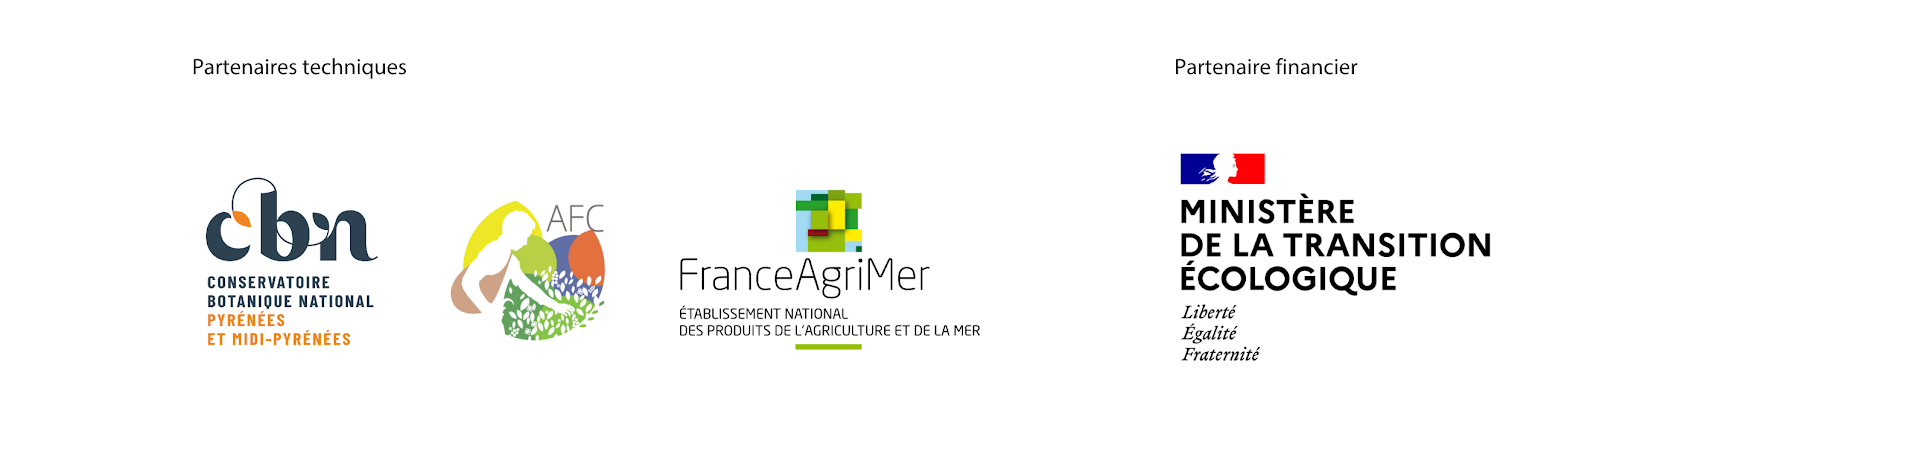 Partenaires techniques
Partenaire financier
cbn
CONSERVATOIRE
BOTANIQUE NATIONAL
PYRÉNÉES
ET MIDI-PYRÉNÉES
AFC
FranceAgriMer
ÉTABLISSEMENT NATIONAL
DES PRODUITS DE L'AGRICULTURE ET DE LA MER
MINISTÈRE
DE LA TRANSITION
ÉCOLOGIQUE
Liberté
Égalité
Fraternité